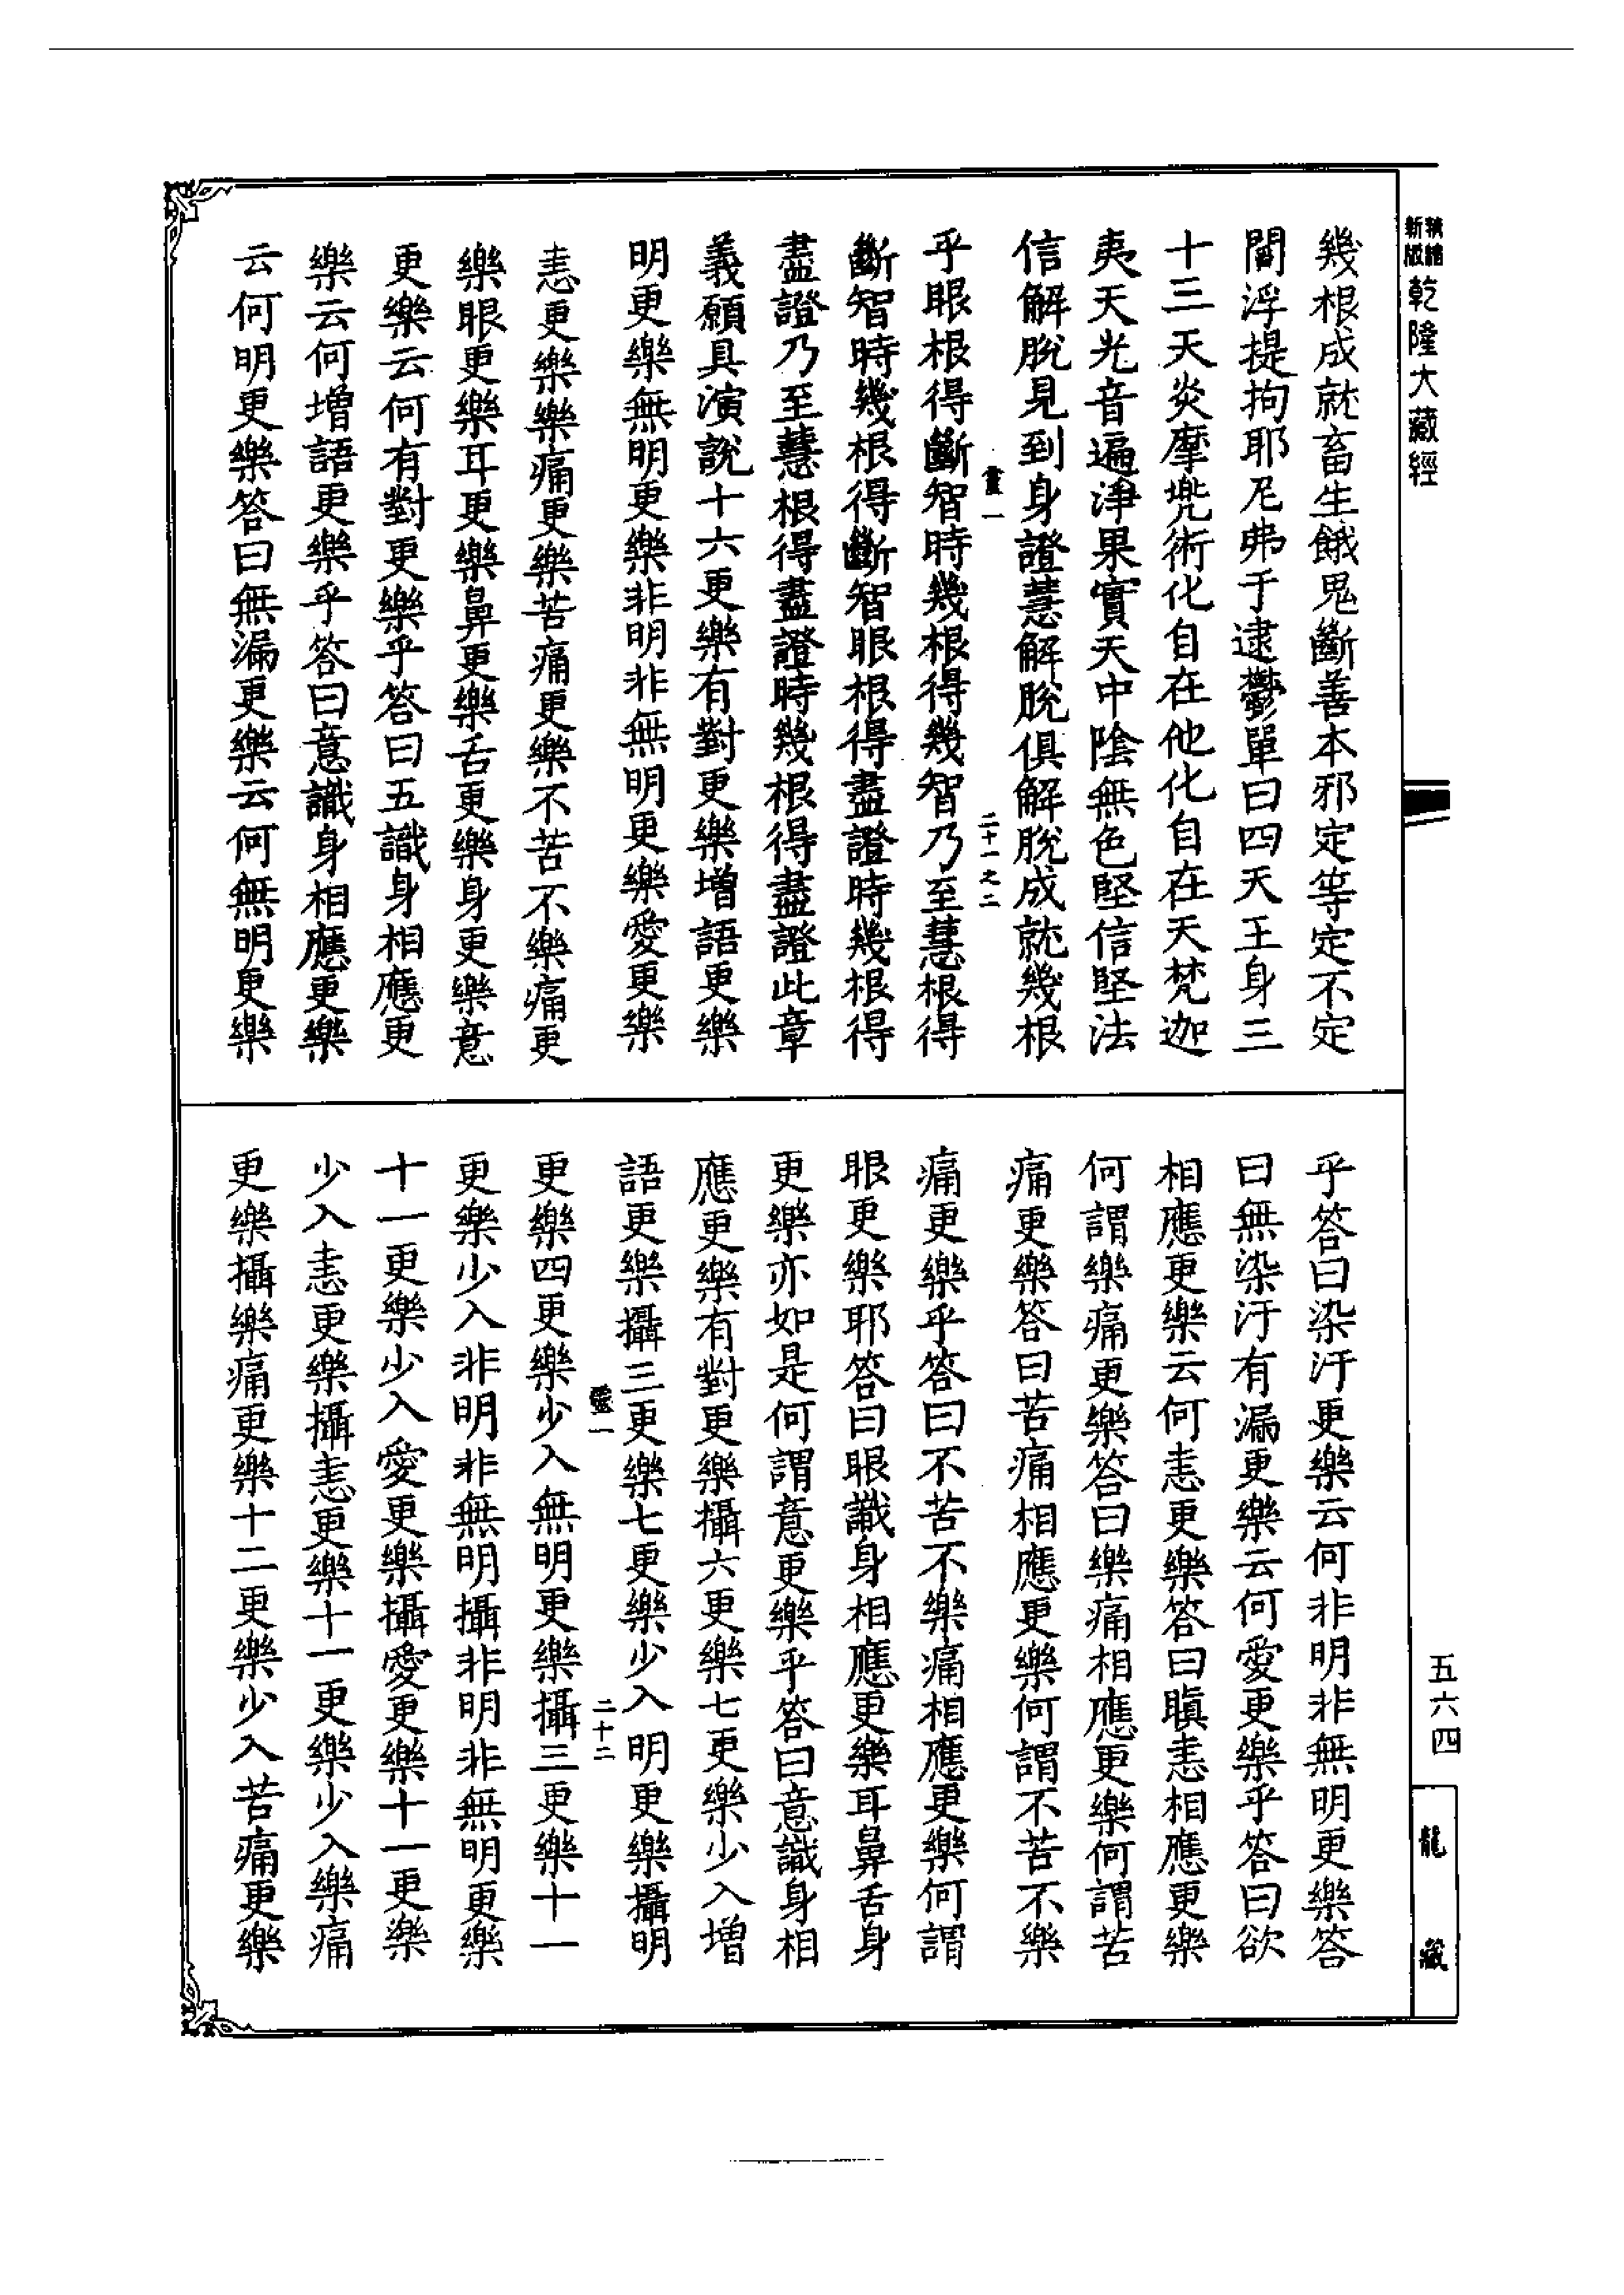 新版
乾隆大藏經
幾根成就畜生餓鬼斷善本邪定等定不定
閻浮提拘耶尼弗于逮鬱單曰四天王身三
十三天炎摩兜術化自在他化自在天梵迦
夷天光音遍淨果實天中陰無色堅信堅法
信解脫見到身證慧解脫俱解脫成就幾根
二十一之二
乎眼根得斷智時幾根得幾智乃至慧根得
斷智時幾根得斷智眼根得盡證時幾根得
盡證乃至慧根得盡證時幾根得盡證此章
義願具演說十六更樂有對更樂增語更樂
明更樂無明更樂非明非無明更樂愛更樂
恚更樂樂痛更樂苦痛更樂不苦不樂痛更
樂眼更樂耳更樂鼻更樂舌更樂身更樂意
更樂云何有對更樂乎答曰五識身相應更
樂云何增語更樂乎答曰意識身相應更樂
云何明更樂答曰無漏更樂云何無明更樂
乎答曰染汙更樂云何非明非無明更樂答
曰無染汙有漏更樂云何愛更樂乎答曰欲
相應更樂云何恚更樂答曰瞋恚相應更樂
何謂樂痛更樂答曰樂痛相應更樂何謂苦
痛更樂答曰苦痛相應更樂何謂不苦不樂
痛更樂乎答曰不苦不樂痛相應更樂何謂
眼更樂耶答曰眼識身相應更樂耳鼻舌身
更樂亦如是何謂意更樂乎答曰意識身相
應更樂有對更樂攝六更樂七更樂少入增
語更樂攝三更樂七更樂少入明更樂攝明
二十二
更樂四更樂少入無明更樂攝三更樂十一
更樂少入非明非無明攝非明非無明更樂
十一更樂少入愛更樂攝愛更樂十一更樂
少入恚更樂攝恚更樂十一更樂少入樂痛
更樂攝樂痛更樂十二更樂少入苦痛更樂
五六四
龍藏